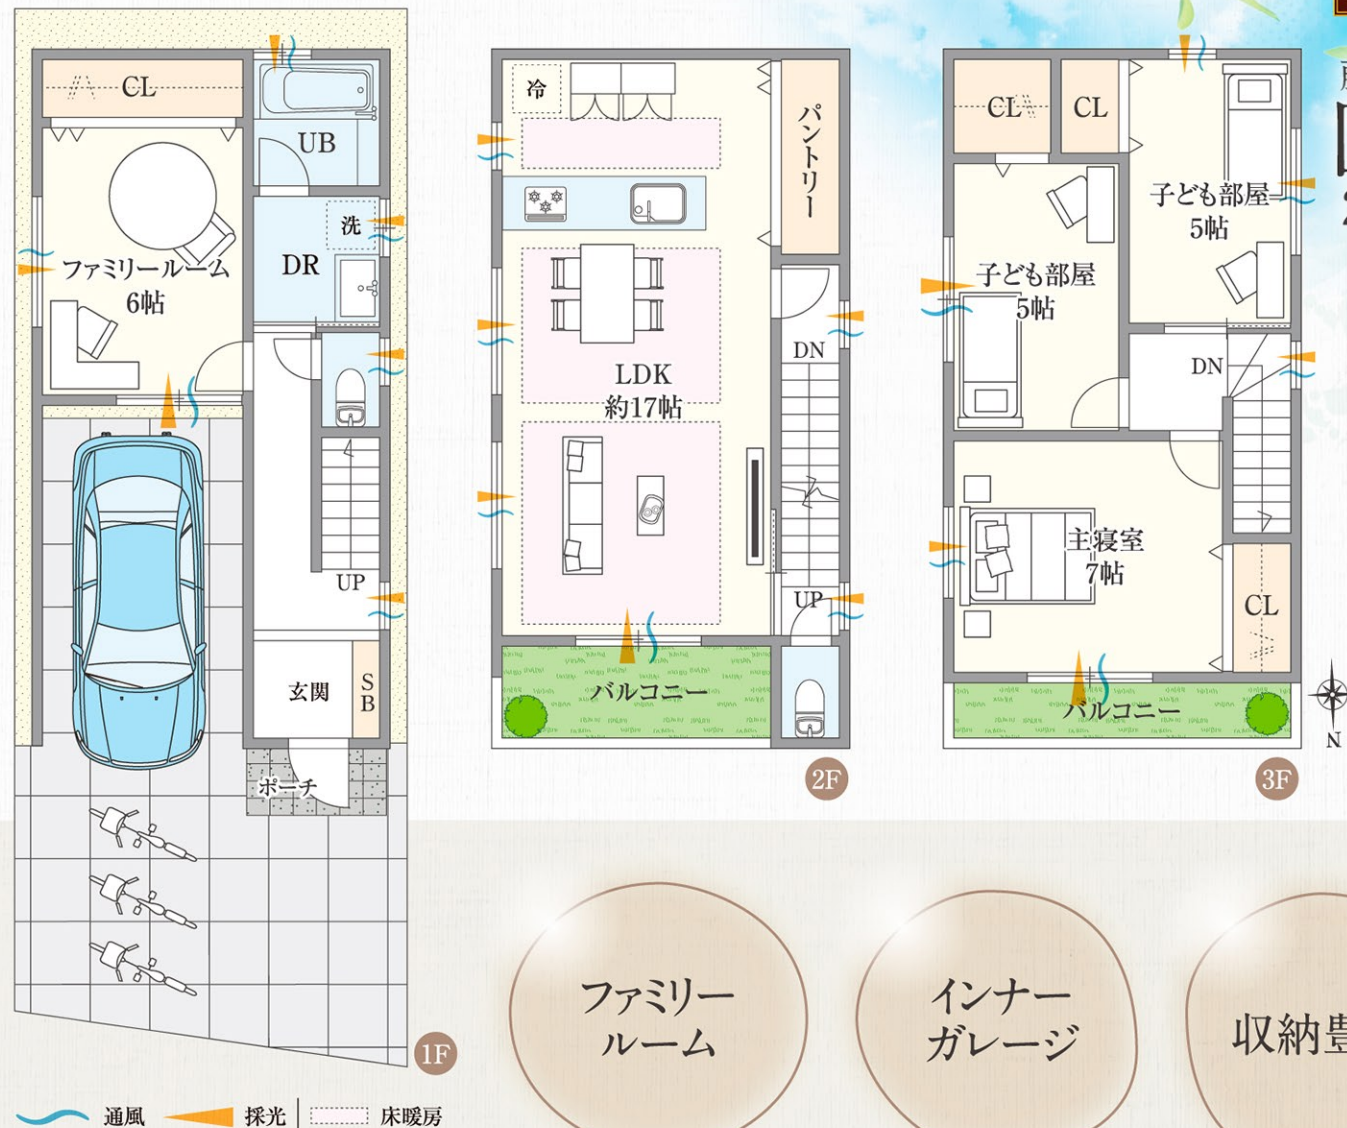 CL
UB
洗
DR
ファミリールーム
6帖
UP
玄関
SB
ポーチ
1F
冷
パントリー
DN
LDK
約17帖
UP
バルコニー
2F
CL
CL
子ども部屋
5帖
子ども部屋
5帖
DN
主寝室
7帖
CL
バルコニー
N
3F
ファミリー
ルーム
インナー
ガレージ
収納豊
通風
採光
床暖房